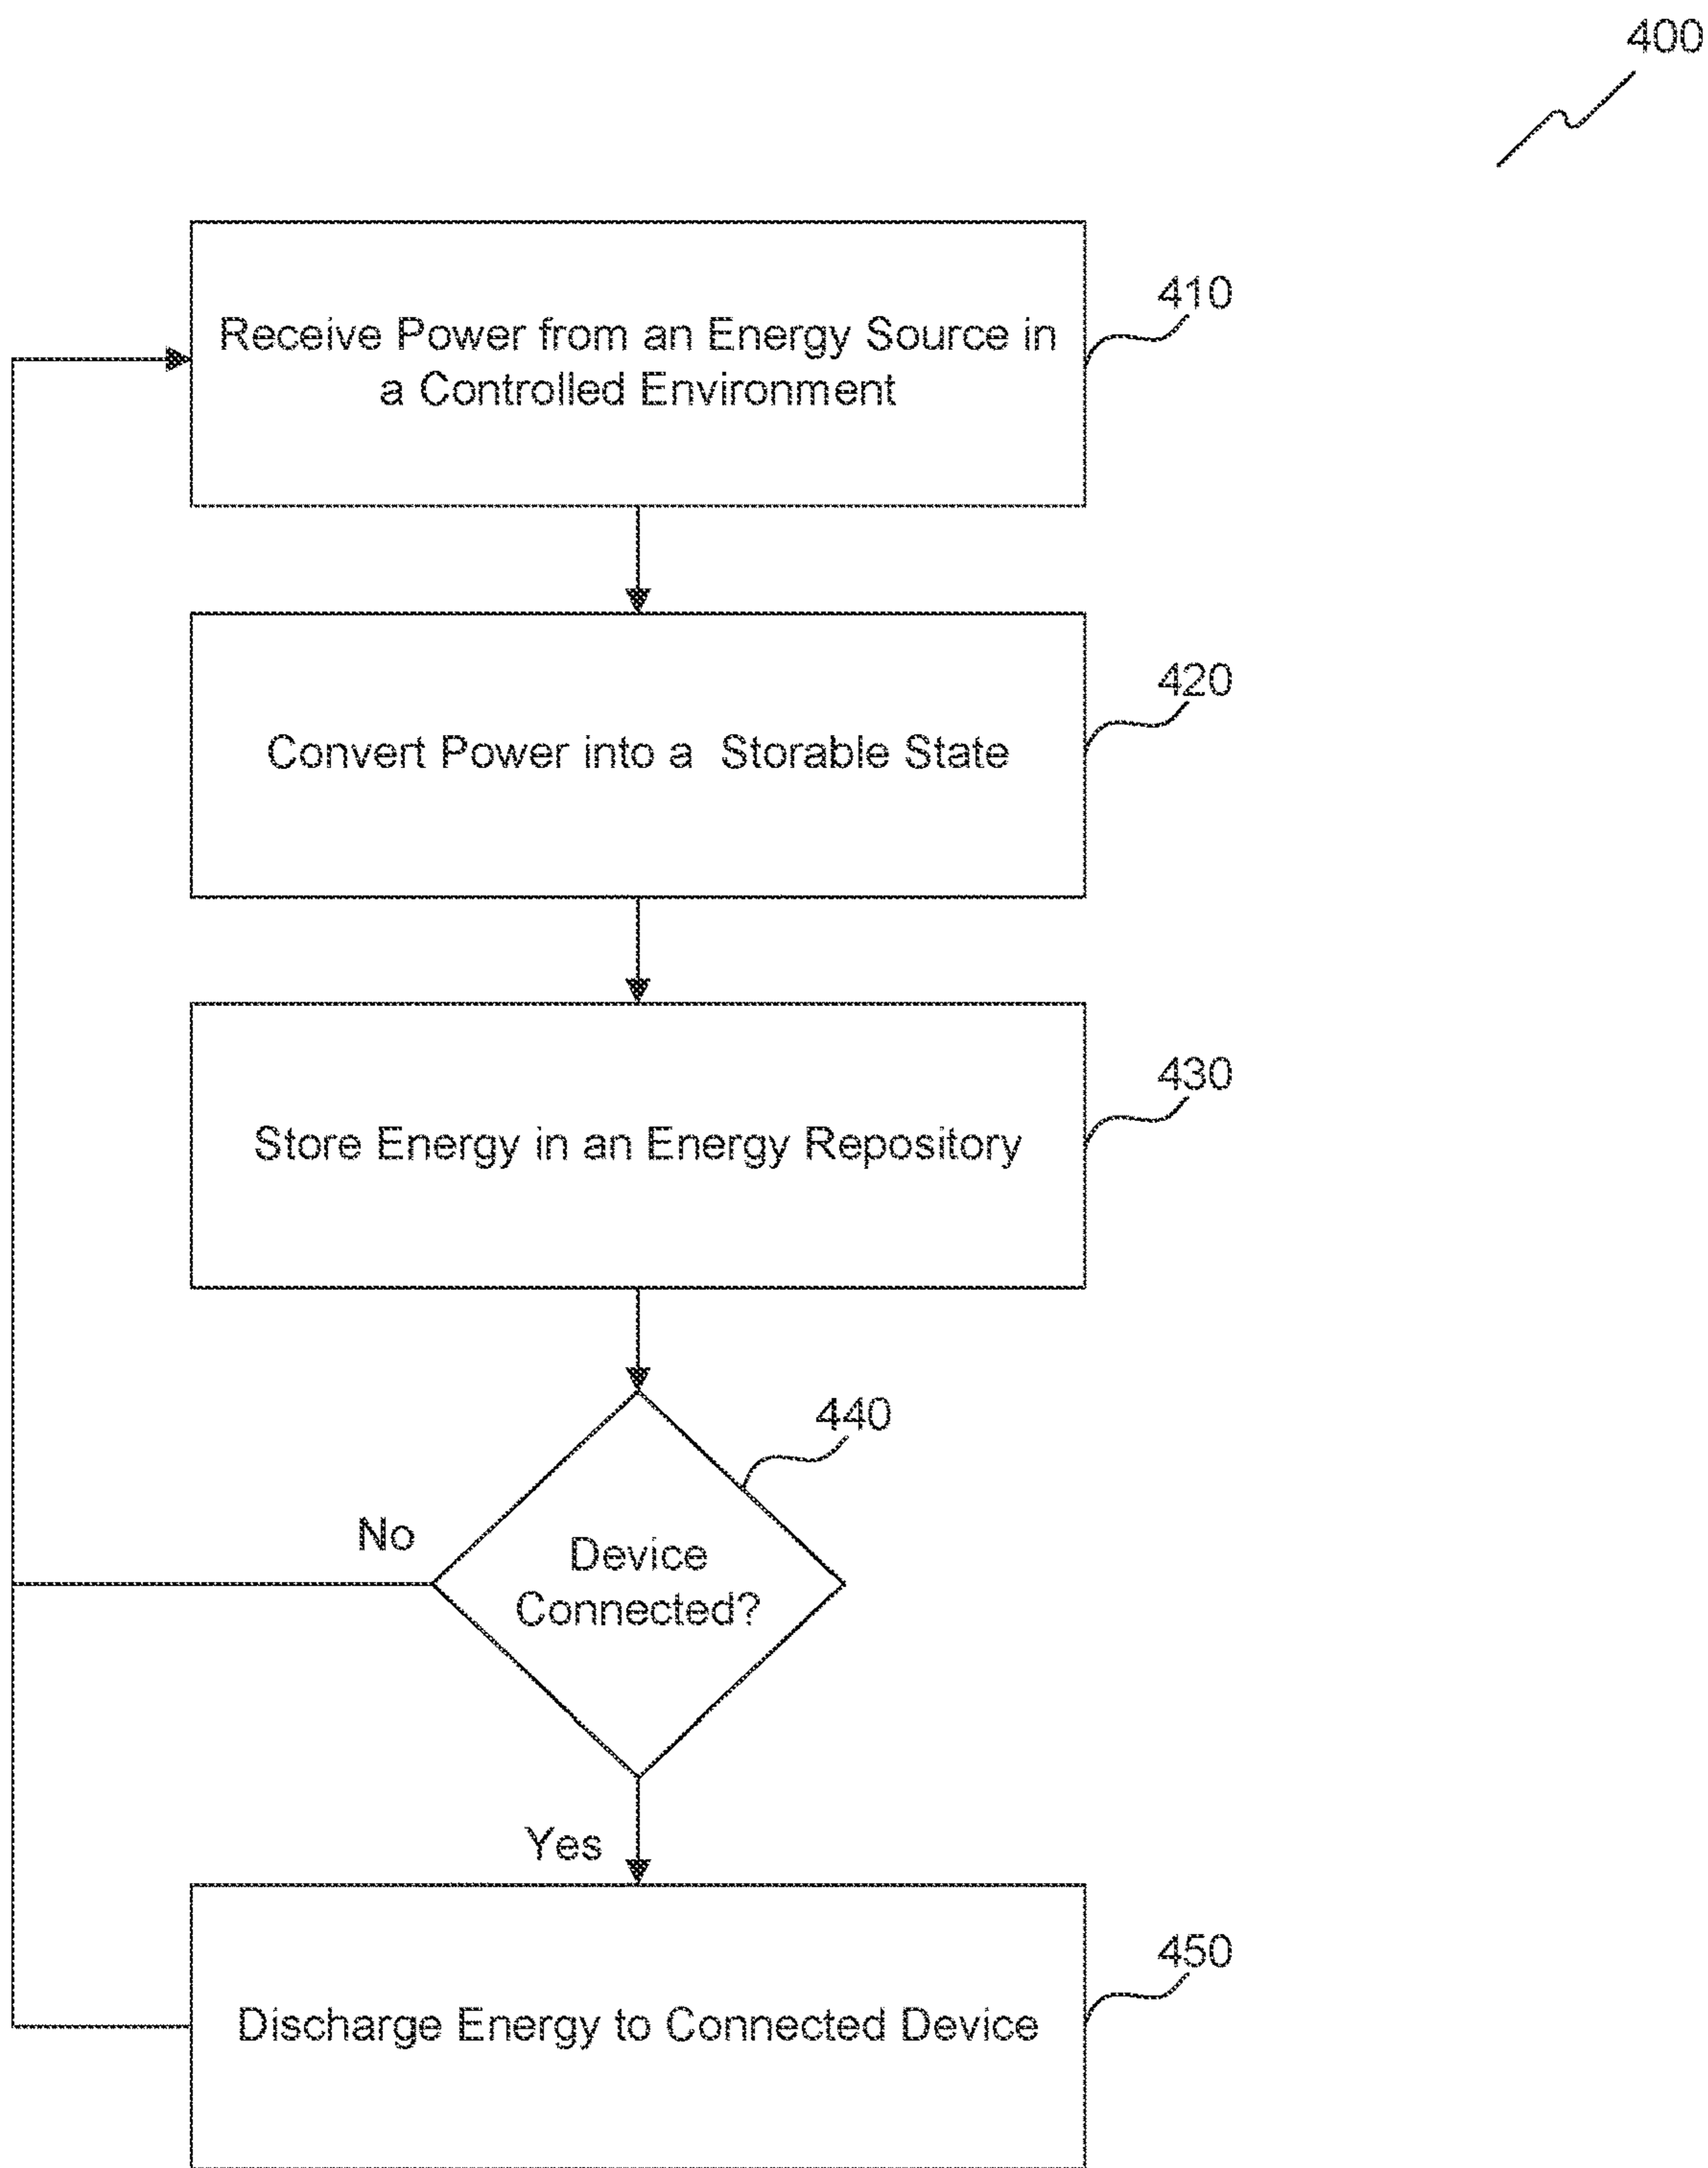 400
Receive Power from an Energy Source in
a Controlled Environment
410
Convert Power into a Storable State
420
Store Energy in an Energy Repository
430
440
Device
Connected?
No
Yes
Discharge Energy to Connected Device
450